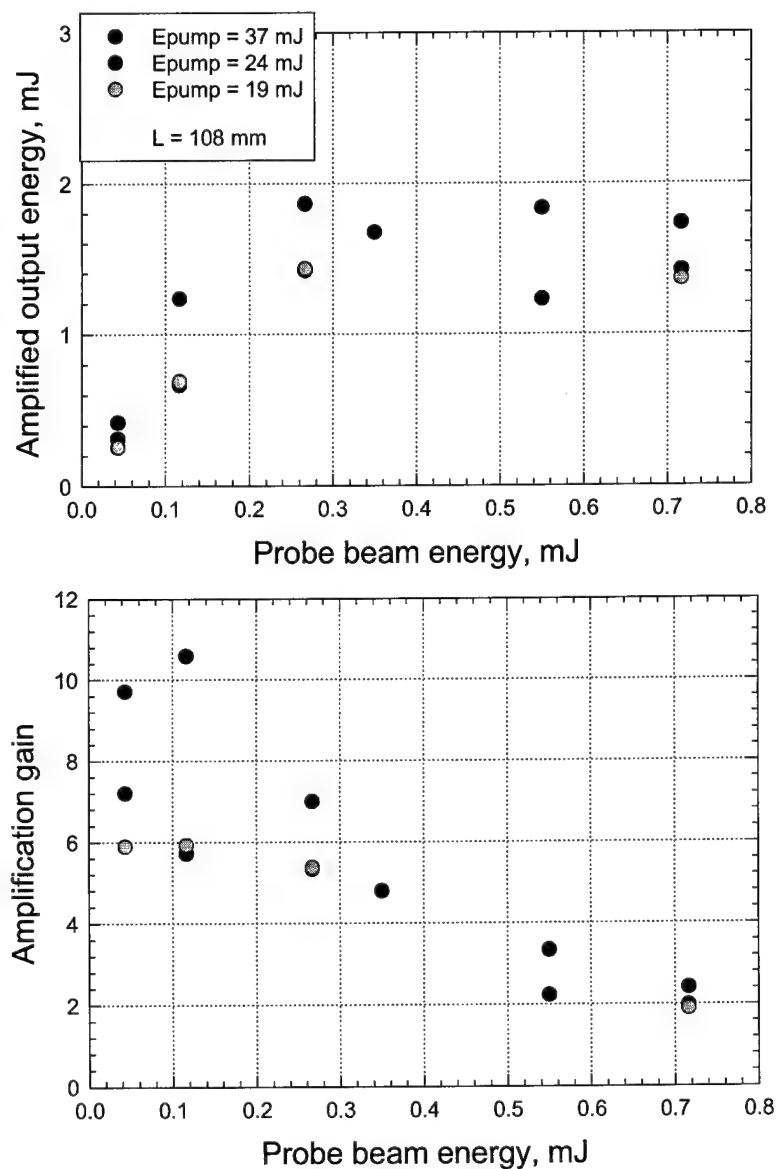 3
Epump = 37 mJ
Epump = 24 mJ
Epump = 19 mJ
L = 108 mm
2
1
0
Amplified output energy, mJ
0.0 0.1 0.2 0.3 0.4 0.5 0.6 0.7 0.8
Probe beam energy, mJ
12
10
8
6
4
2
0
Amplification gain
0.0 0.1 0.2 0.3 0.4 0.5 0.6 0.7 0.8
Probe beam energy, mJ